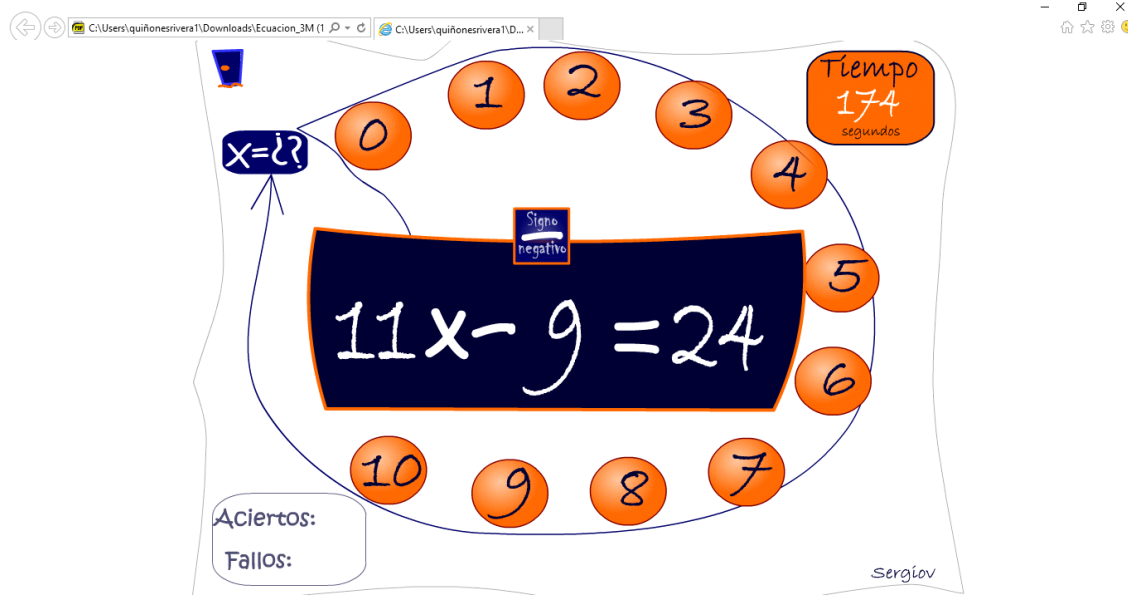 C:\Users\quiñonesrivera1\Downloads\Ecuacion_3M (1
C:\Users\quiñonesrivera1\D...
Tiempo
174
segundos
x=¿?
0
1
2
3
4
5
6
7
8
9
10
Signo
negativo
11x- 9 =24
Aciertos:
Fallos:
Sergiov